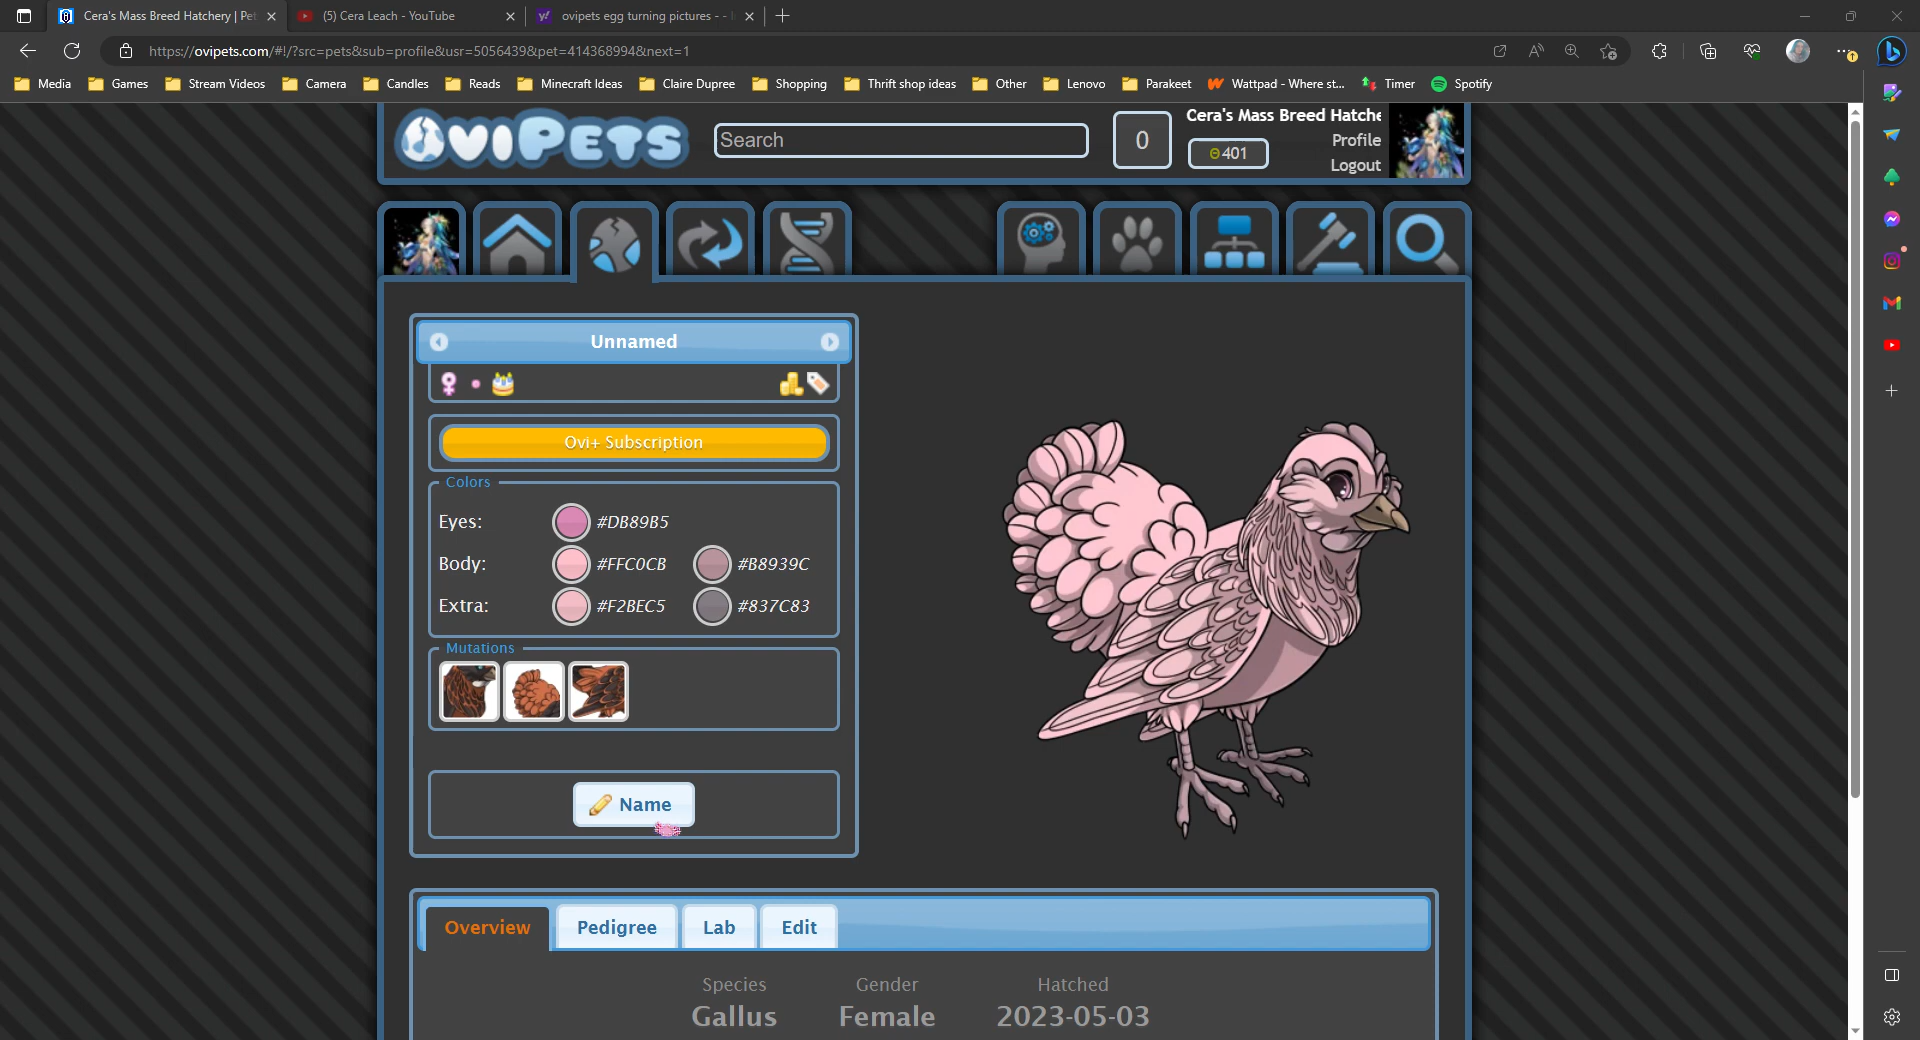 Cera's Mass Breed Hatchery | Pet
(5) Cera Leach - YouTube
ovipets egg turning pictures - -
https://ovipets.com/#!/?src=pets&sub=profile&usr=5056439&pet=414368994&next=1
Media Games Stream Videos Camera Candles Reads Minecraft Ideas Claire Dupree Shopping Thrift shop ideas Other Lenovo Parakeet Wattpad - Where st... Timer Spotify
OviPets
Search
0
Cera's Mass Breed Hatche
401
Profile
Logout
Unnamed
Ovi+ Subscription
Colors
Eyes: #DB89B5
Body: #FFC0CB #B8939C
Extra: #F2BEC5 #837C83
Mutations
Name
Overview Pedigree Lab Edit
Species Gender Hatched
Gallus Female 2023-05-03